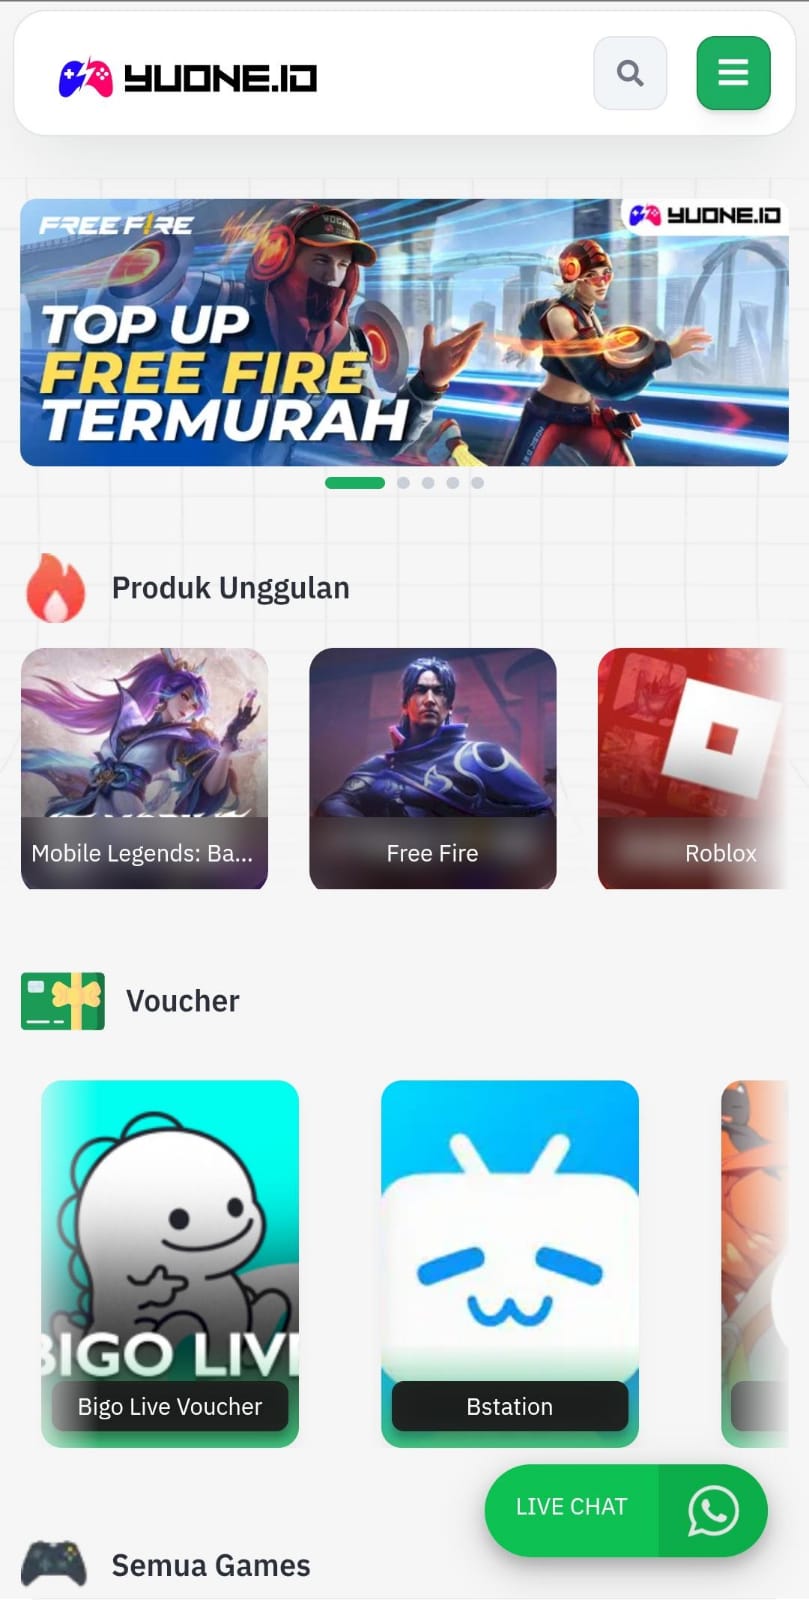 YUONE.ID
FREE FIRE
YUONE.ID
TOP UP
FREE FIRE
TERMURAH
Produk Unggulan
Mobile Legends: Ba...
Free Fire
Roblox
Voucher
BIGO LIVE
Bigo Live Voucher
Bstation
LIVE CHAT
Semua Games